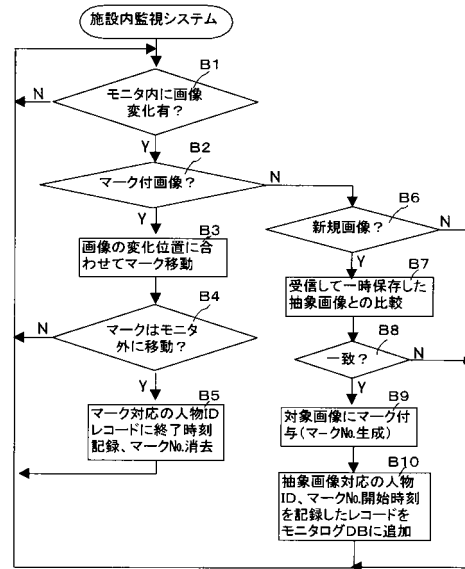 施設内監視システム
B1
モニタ内に画像
変化有？
N
Y
B2
マーク付画像？
N
Y
B3
画像の変化位置に合
わせてマーク移動
B4
マークはモニタ
外に移動？
N
Y
B5
マーク対応の人物ID
レコードに終了時刻
記録、マークNo.消去
B6
新規画像？
N
Y
B7
受信して一時保存した
抽象画像との比較
B8
一致？
N
Y
B9
対象画像にマーク付
与(マークNo.生成)
B10
抽象画像対応の人物
ID、マークNo.開始時刻
を記録したレコードを
モニタログDBに追加